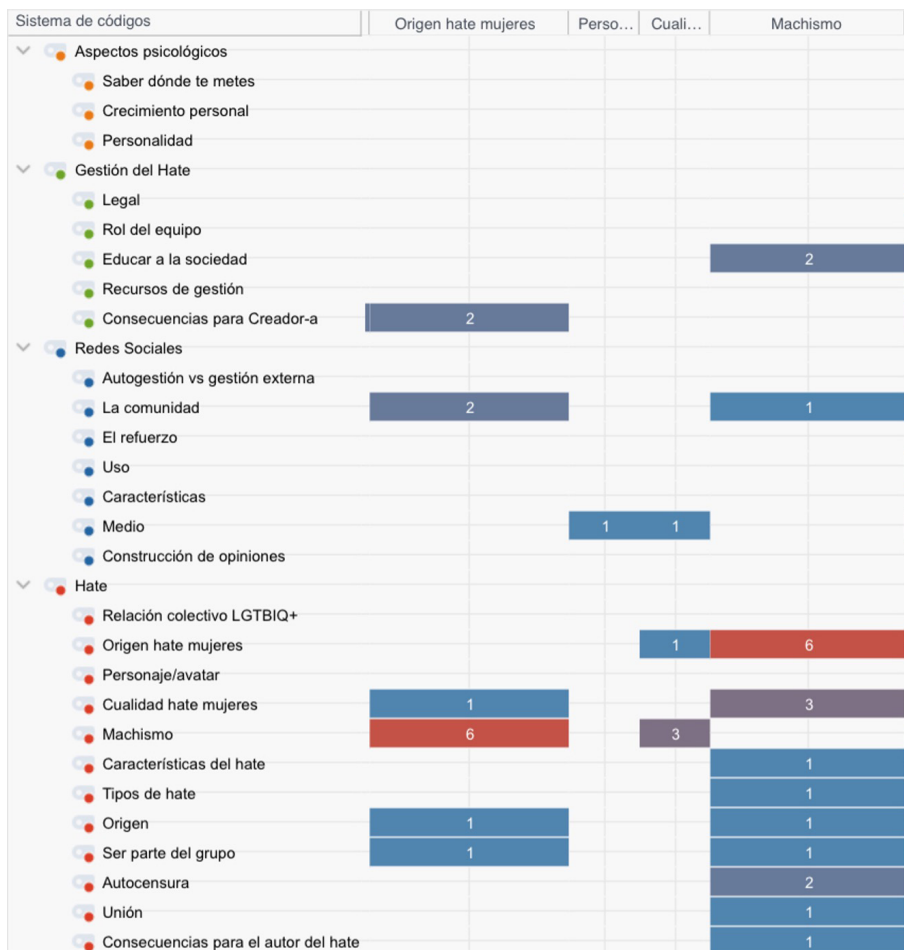 Sistema de códigos Origen hate mujeres Perso... Cuali... Machismo
Aspectos psicológicos
Saber dónde te metes
Crecimiento personal
Personalidad
Gestión del Hate
Legal
Rol del equipo
Educar a la sociedad 2
Recursos de gestión
Consecuencias para Creador-a 2
Redes Sociales
Autogestión vs gestión externa
La comunidad 2 1
El refuerzo
Uso
Características
Medio 1 1
Construcción de opiniones
Hate
Relación colectivo LGTBIQ+
Origen hate mujeres 1 6
Personaje/avatar
Cualidad hate mujeres 1 3
Machismo 6 3
Características del hate 1
Tipos de hate 1
Origen 1 1
Ser parte del grupo 1 1
Autocensura 2
Unión 1
Consecuencias para el autor del hate 1